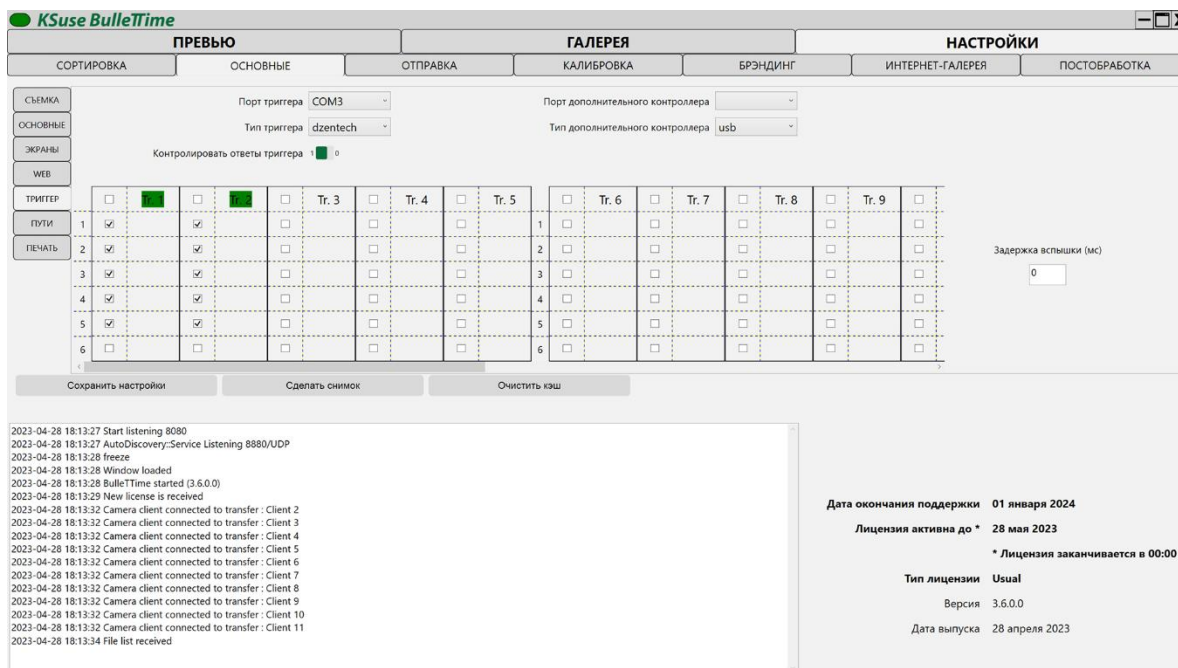 KSuse BulleTTime
ПРЕВЬЮ ГАЛЕРЕЯ НАСТРОЙКИ
СОРТИРОВКА ОСНОВНЫЕ ОТПРАВКА КАЛИБРОВКА БРЭНДИНГ ИНТЕРНЕТ-ГАЛЕРЕЯ ПОСТОБРАБОТКА
СЪЕМКА
ОСНОВНЫЕ
ЭКРАНЫ
WEB
ТРИГГЕР
ПУТИ
ПЕЧАТЬ
Порт триггера COM3 Порт дополнительного контроллера
Тип триггера dzentech Тип дополнительного контроллера usb
Контролировать ответы триггера 1 0
Tr. 1 Tr. 2 Tr. 3 Tr. 4 Tr. 5 Tr. 6 Tr. 7 Tr. 8 Tr. 9
1 1
2 2
3 3
4 4
5 5
6 6
Задержка вспышки (мс)
0
Сохранить настройки Сделать снимок Очистить кэш
2023-04-28 18:13:27 Start listening 8080
2023-04-28 18:13:27 AutoDiscovery::Service Listening 8880/UDP
2023-04-28 18:13:28 freeze
2023-04-28 18:13:28 Window loaded
2023-04-28 18:13:28 BulleTTime started (3.6.0.0)
2023-04-28 18:13:29 New license is received
2023-04-28 18:13:32 Camera client connected to transfer : Client 2
2023-04-28 18:13:32 Camera client connected to transfer : Client 3
2023-04-28 18:13:32 Camera client connected to transfer : Client 4
2023-04-28 18:13:32 Camera client connected to transfer : Client 5
2023-04-28 18:13:32 Camera client connected to transfer : Client 6
2023-04-28 18:13:32 Camera client connected to transfer : Client 7
2023-04-28 18:13:32 Camera client connected to transfer : Client 8
2023-04-28 18:13:32 Camera client connected to transfer : Client 9
2023-04-28 18:13:32 Camera client connected to transfer : Client 10
2023-04-28 18:13:32 Camera client connected to transfer : Client 11
2023-04-28 18:13:34 File list received
Дата окончания поддержки 01 января 2024
Лицензия активна до * 28 мая 2023
* Лицензия заканчивается в 00:00
Тип лицензии Usual
Версия 3.6.0.0
Дата выпуска 28 апреля 2023